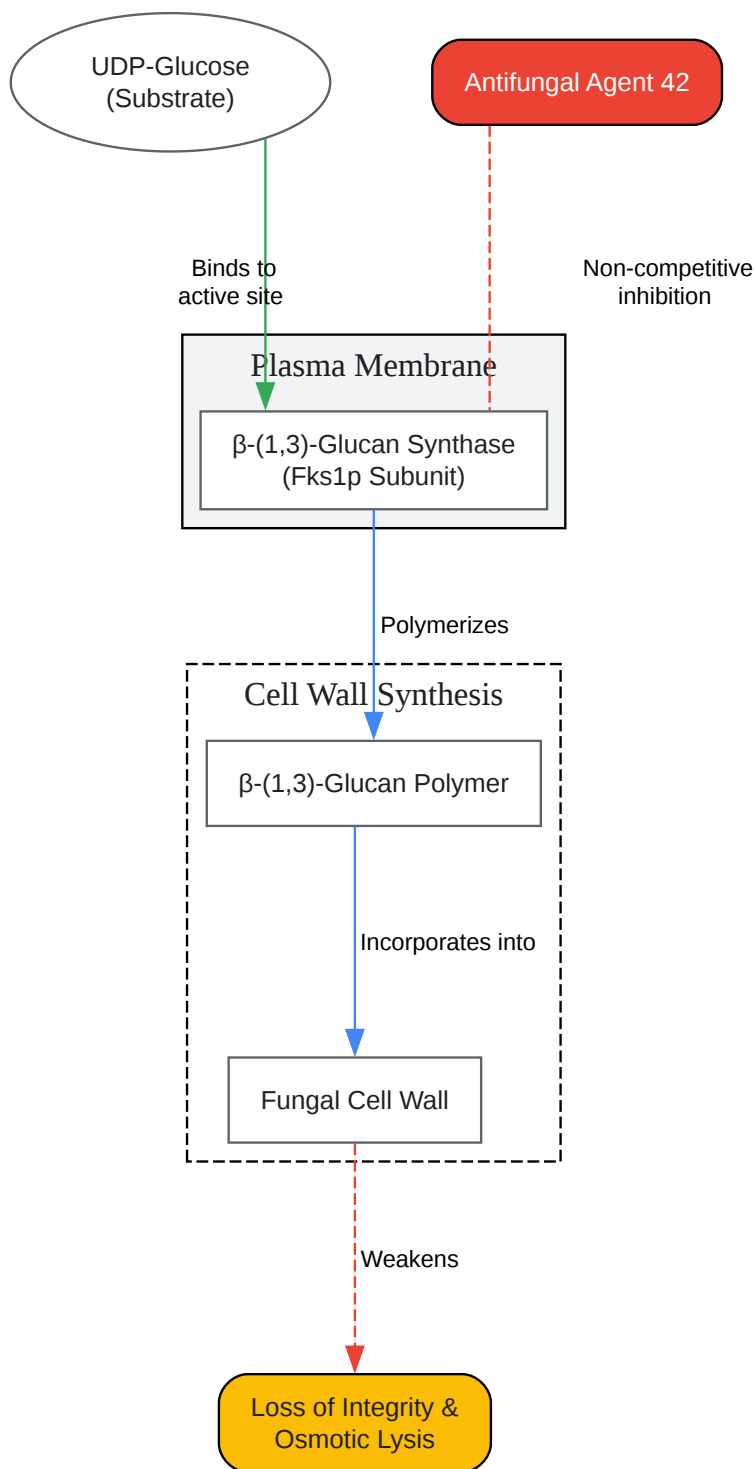 UDP-Glucose
(Substrate)
Antifungal Agent 42
Binds to
active site
Non-competitive
inhibition
Plasma Membrane
β-(1,3)-Glucan Synthase
(Fks1p Subunit)
Polymerizes
Cell Wall Synthesis
β-(1,3)-Glucan Polymer
Incorporates into
Fungal Cell Wall
Weakens
Loss of Integrity &
Osmotic Lysis